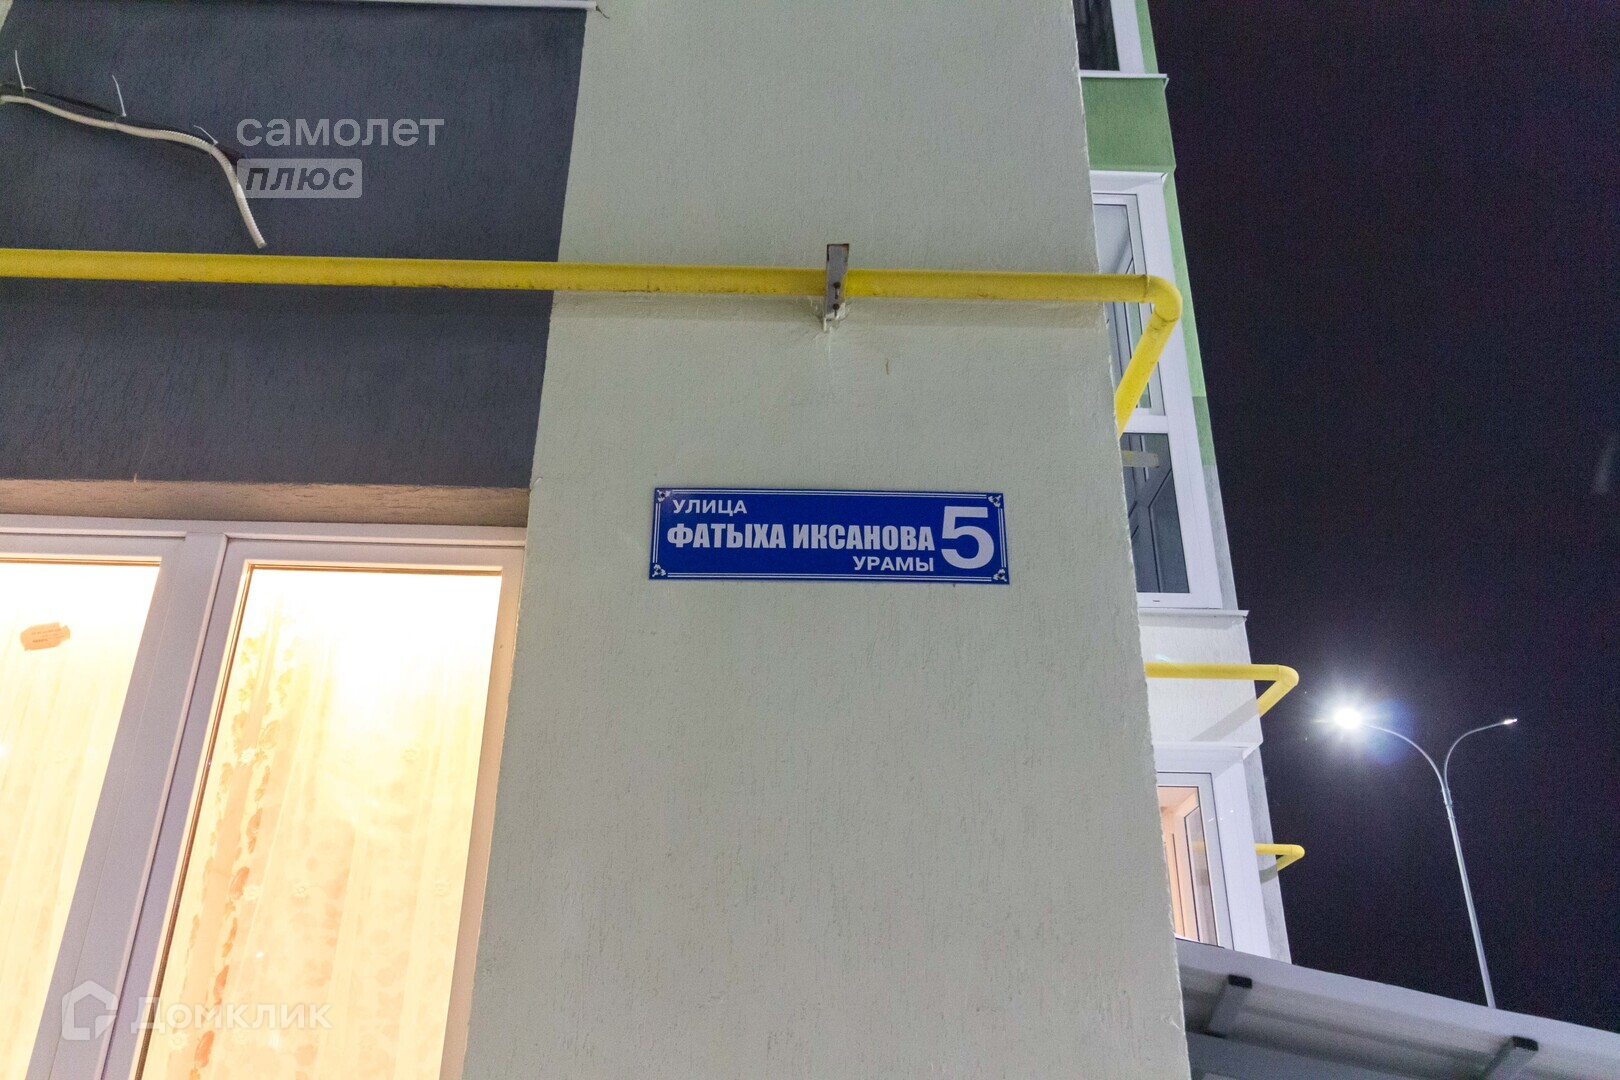 самолет
плюс
УЛИЦА
ФАТЫХА ИКСАНОВА 5
УРАМЫ
Домклик